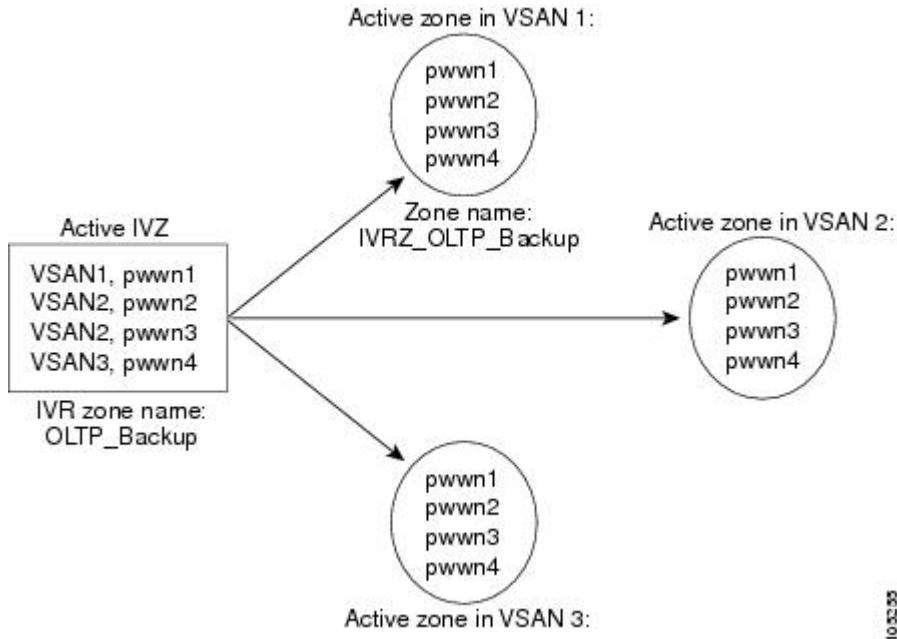 Active zone in VSAN 1:
pwwn1
pwwn2
pwwn3
pwwn4
Zone name:
IVRZ_OLTP_Backup
Active IVZ
VSAN1, pwwn1
VSAN2, pwwn2
VSAN2, pwwn3
VSAN3, pwwn4
IVR zone name:
OLTP_Backup
Active zone in VSAN 2:
pwwn1
pwwn2
pwwn3
pwwn4
pwwn1
pwwn2
pwwn3
pwwn4
Active zone in VSAN 3:
105255